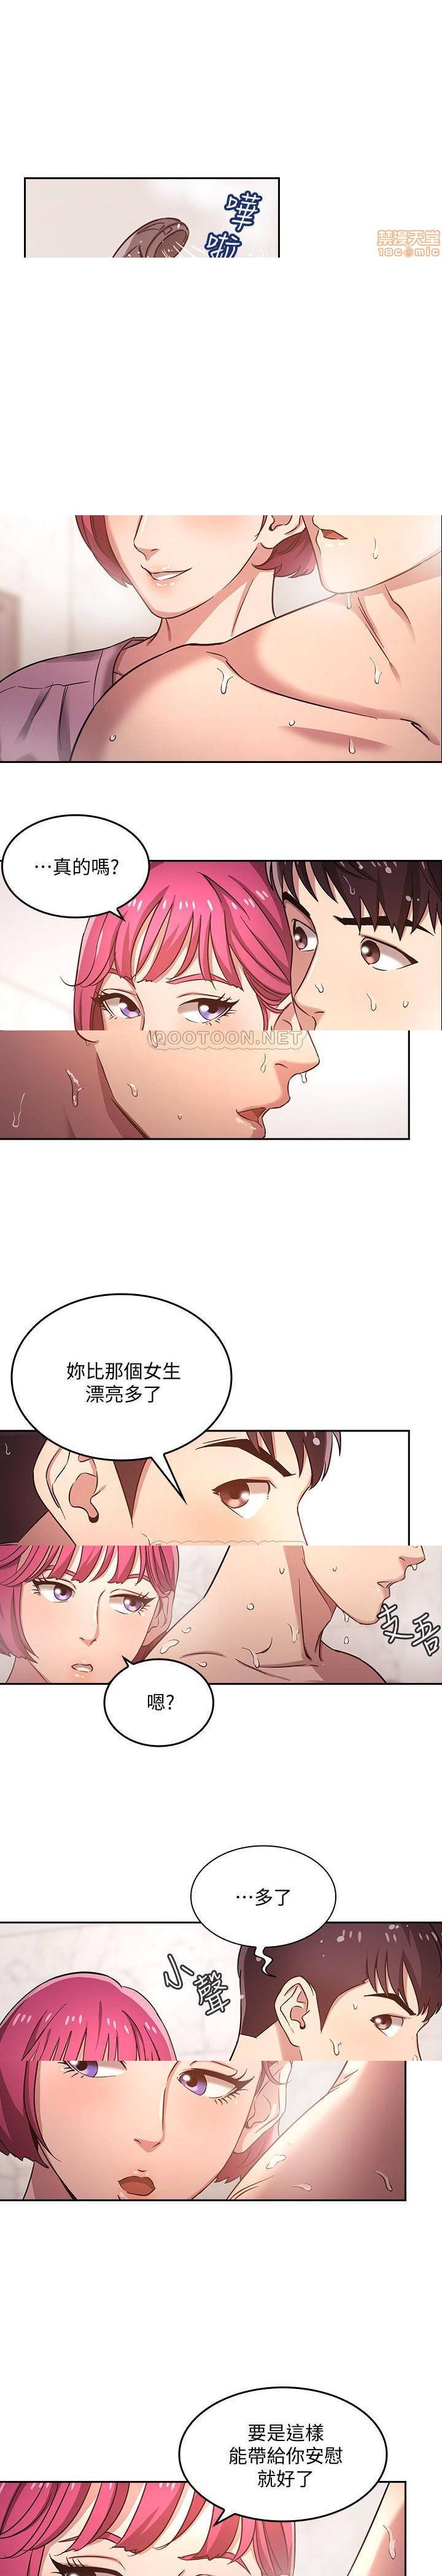 嘩
啦
禁漫天堂
18comic
…真的嗎?
QOOTOON.NET
妳比那個女生
漂亮多了
支吾
嗯?
…多了
小聲
要是這樣
能帶給你安慰
就好了